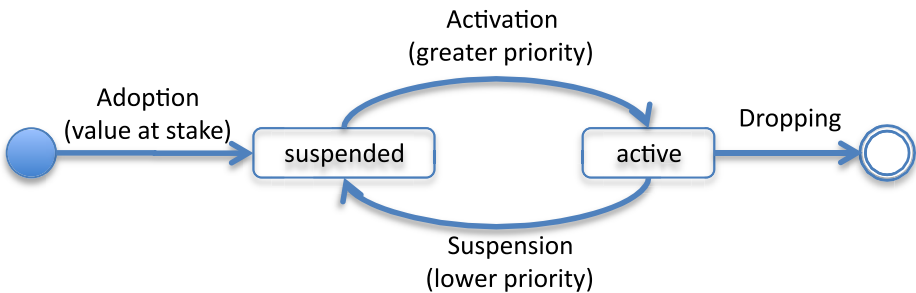 Activation
(greater priority)
Adoption
(value at stake)
Dropping
suspended
active
Suspension
(lower priority)